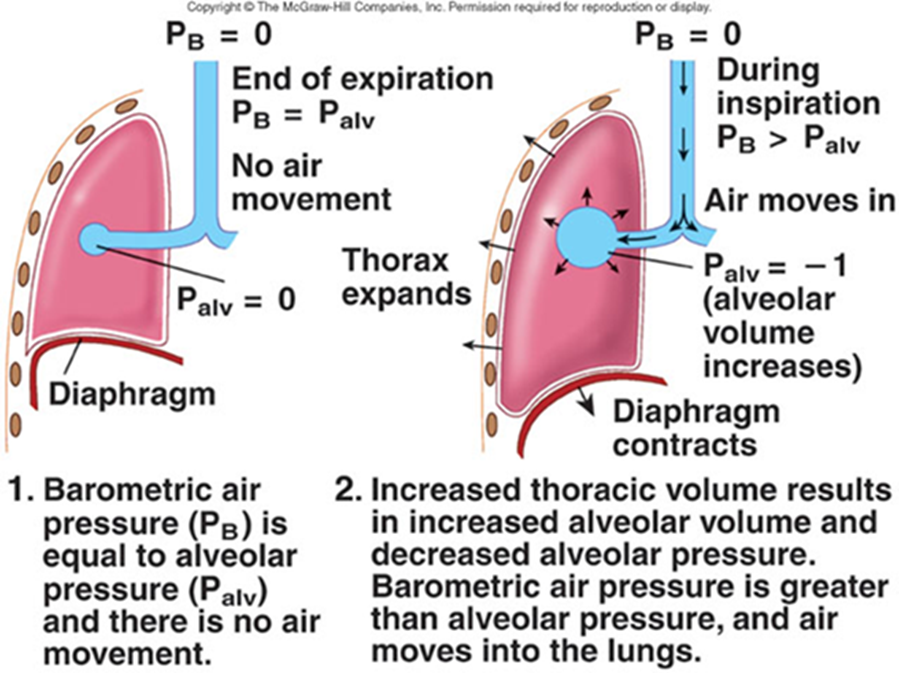 Copyright © The McGraw-Hill Companies, Inc. Permission required for reproduction or display.
PB = 0
End of expiration
PB = Palv
No air
movement
Palv = 0
Diaphragm
PB = 0
During
inspiration
PB > Palv
Air moves in
Thorax
expands
Palv = −1
(alveolar
volume
increases)
Diaphragm
contracts
1. Barometric air
pressure (PB) is
equal to alveolar
pressure (Palv)
and there is no air
movement.
2. Increased thoracic volume results
in increased alveolar volume and
decreased alveolar pressure.
Barometric air pressure is greater
than alveolar pressure, and air
moves into the lungs.